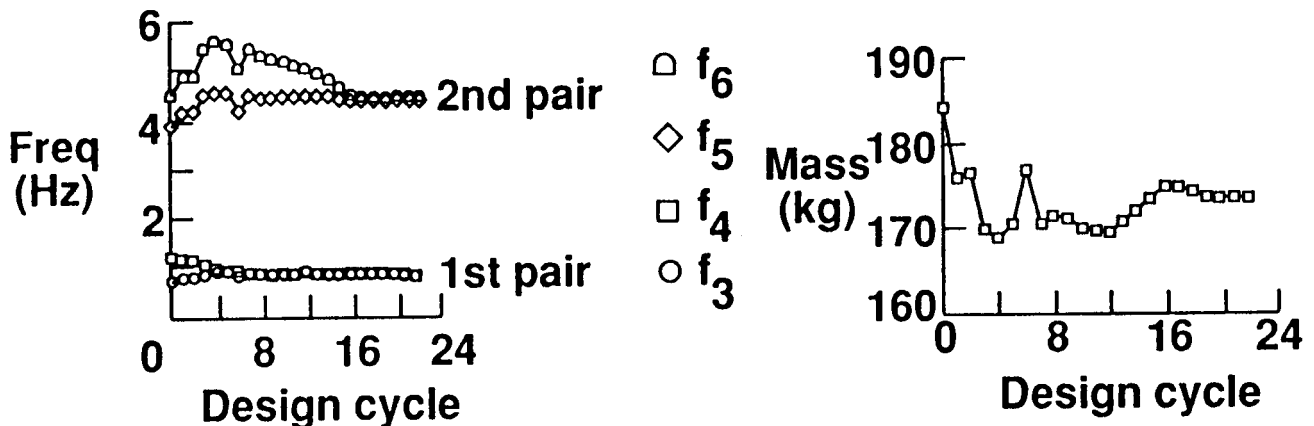 6
4
2
0
8
16
24
Freq
(Hz)
Design cycle
2nd pair
1st pair
f6
f5
f4
f3
190
180
170
160
0
8
16
24
Mass
(kg)
Design cycle